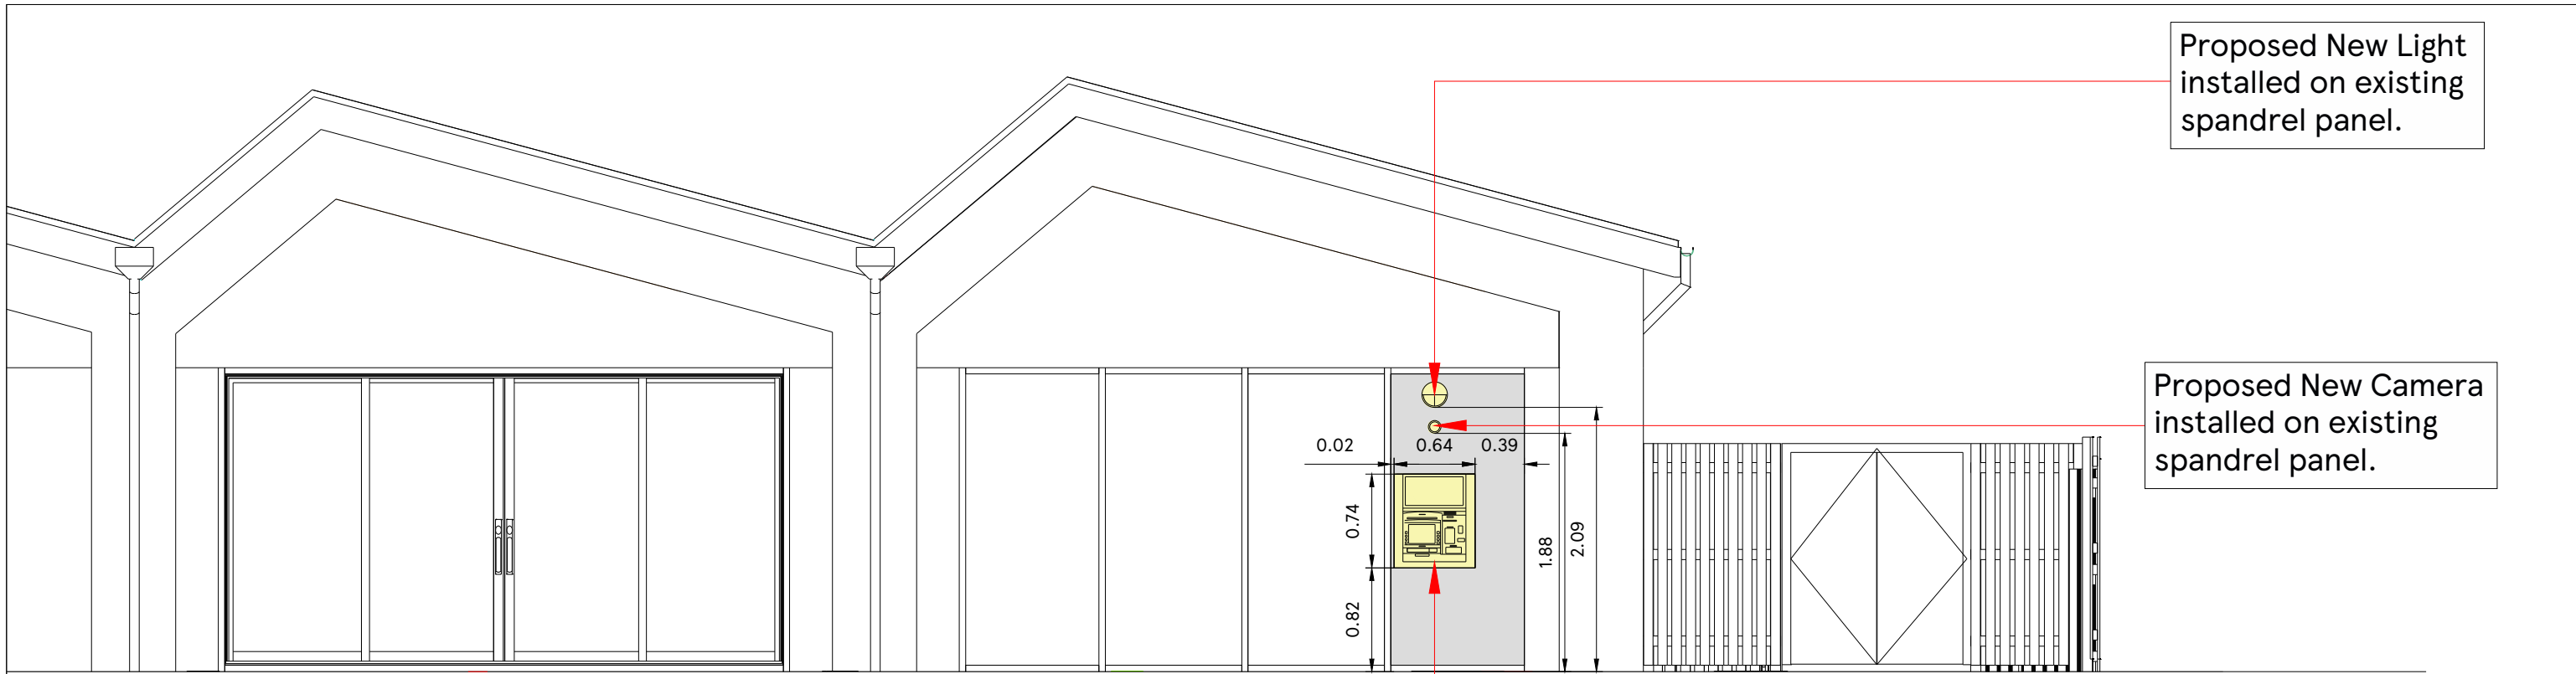 Proposed New Light
installed on existing
spandrel panel.
Proposed New Camera
installed on existing
spandrel panel.
0.02
0.64
0.39
0.74
0.82
1.88
2.09